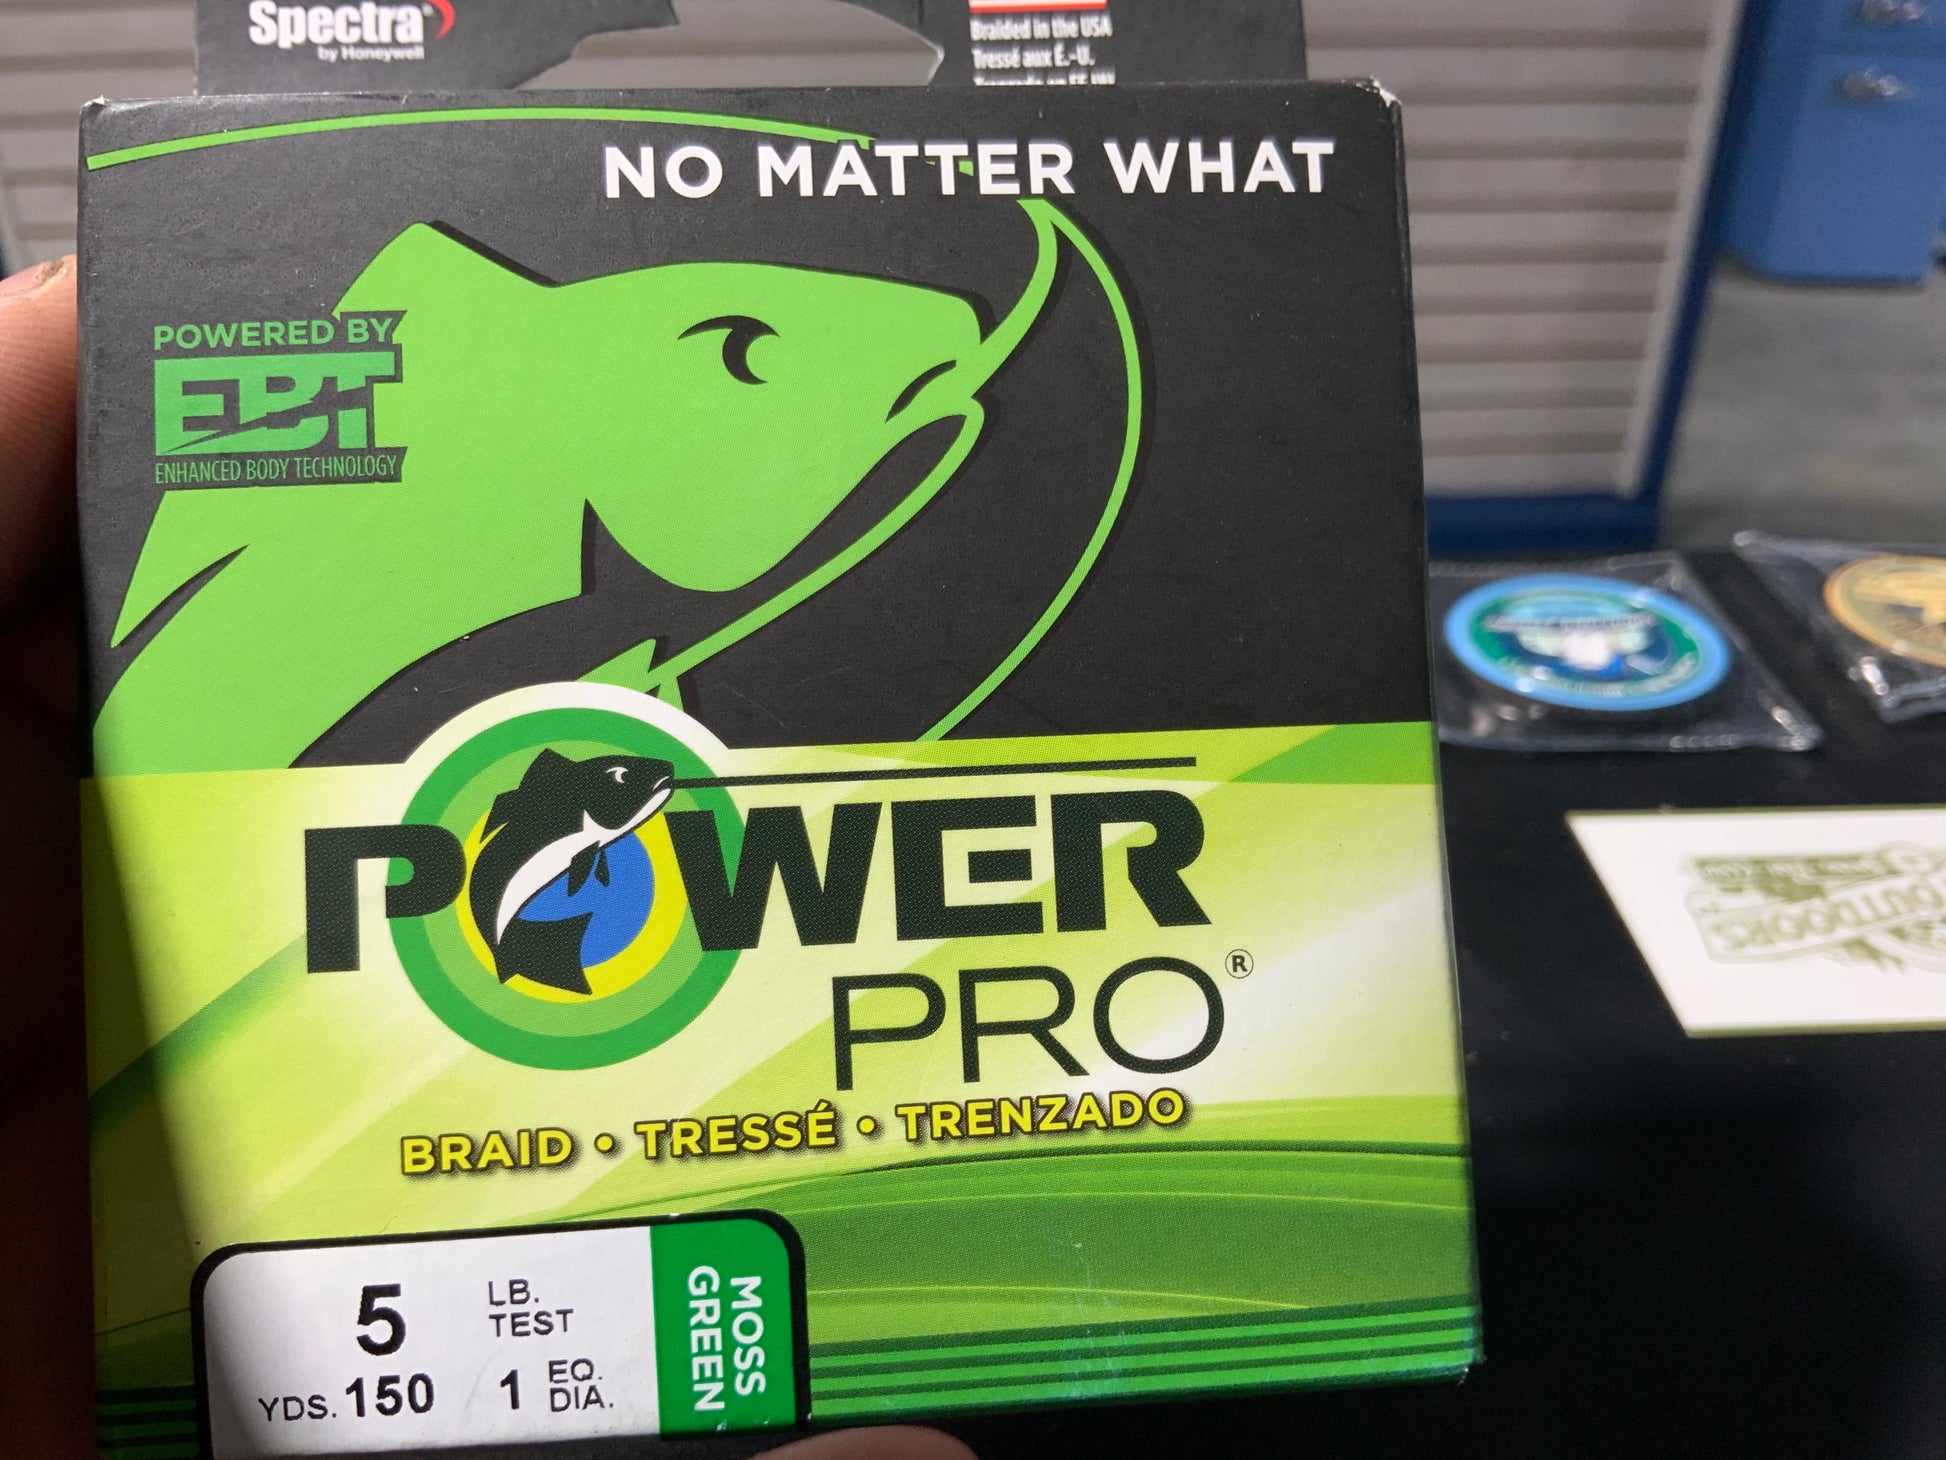 Spectra
by Honeywell
Braided in the USA
Tressé aux É.-U.
NO MATTER WHAT
POWERED BY
EBT
ENHANCED BODY TECHNOLOGY
POWER
PRO®
BRAID • TRESSÉ • TRENZADO
5 LB. TEST
YDS. 150 1 EQ. DIA.
MOSS GREEN
OUTDOORS